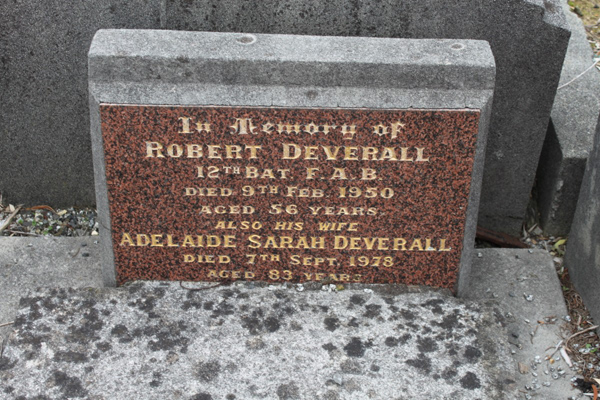 In Memory of
ROBERT DEVERALL
12TH BAT. F.A.B.
DIED 9TH FEB. 1950
AGED 56 YEARS
ALSO HIS WIFE
ADELAIDE SARAH DEVERALL
DIED 7TH SEPT. 1978
AGED 83 YEARS